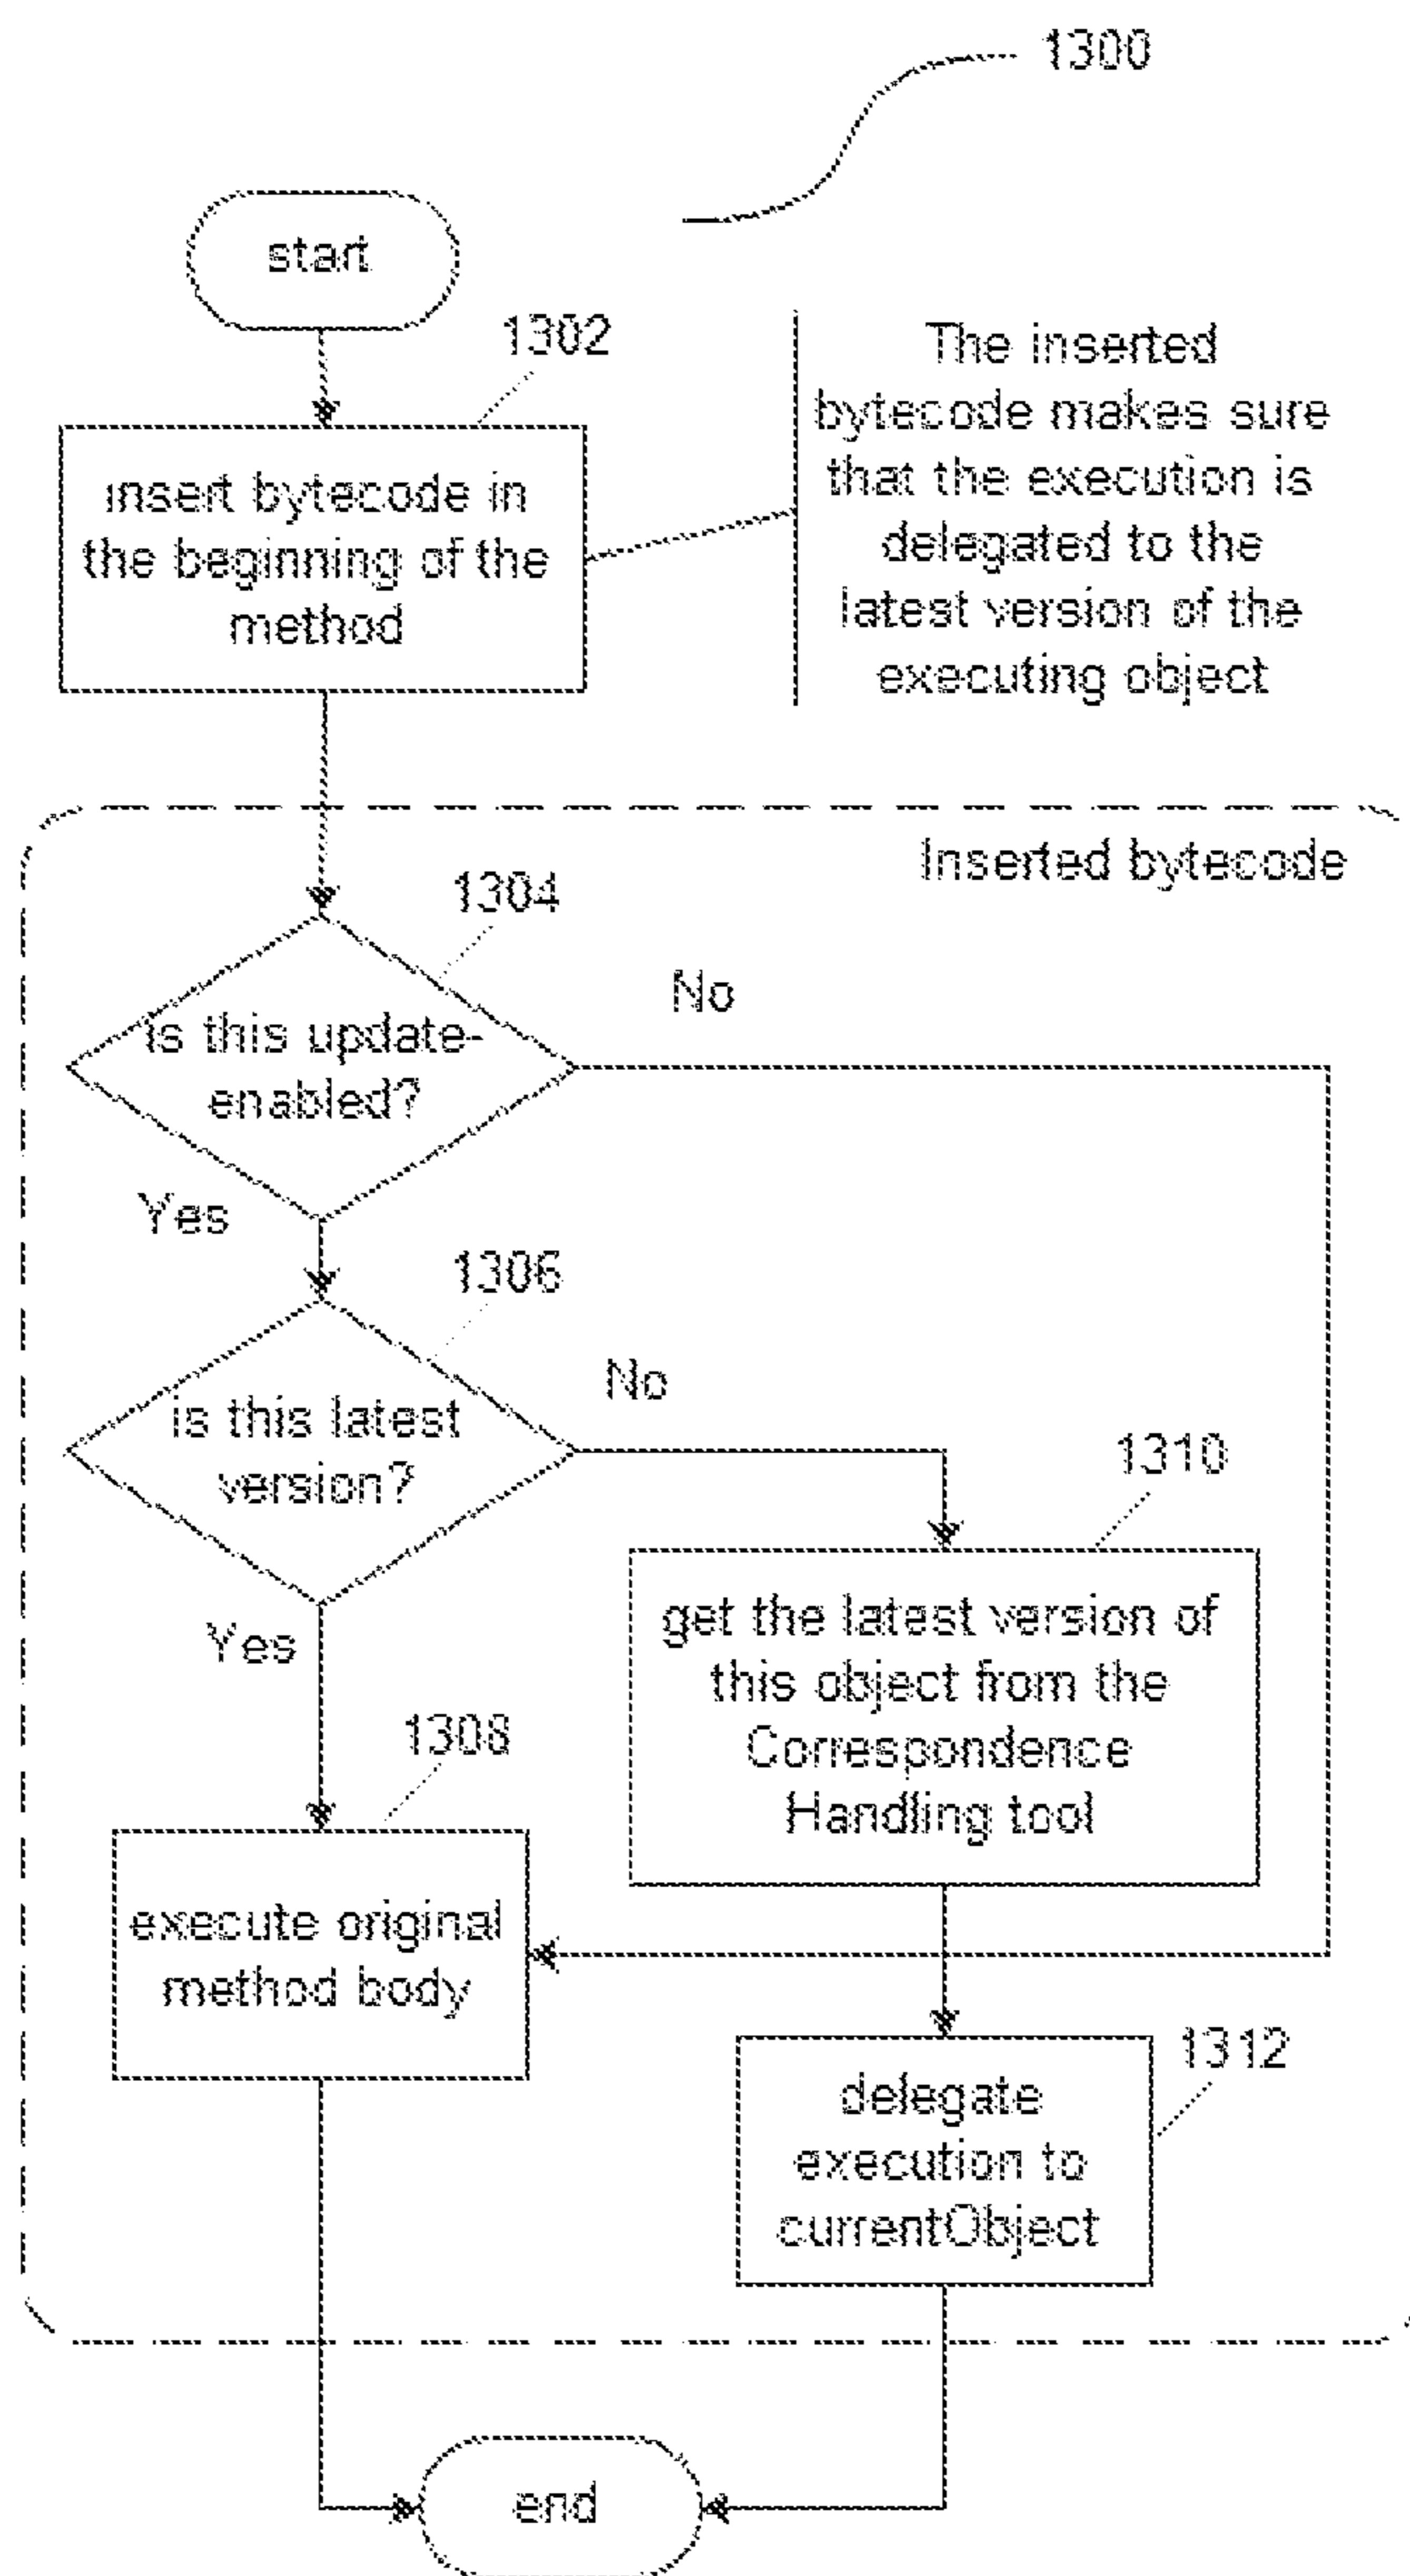 1300
start
1302
insert bytecode in
the beginning of the
method
The inserted
bytecode makes sure
that the execution is
delegated to the
latest version of the
executing object
Inserted bytecode
1304
is this update-
enabled?
No
Yes
1306
is this latest
version?
No
Yes
1310
get the latest version of
this object from the
Correspondence
Handling tool
1308
execute original
method body
1312
delegate
execution to
currentObject
end